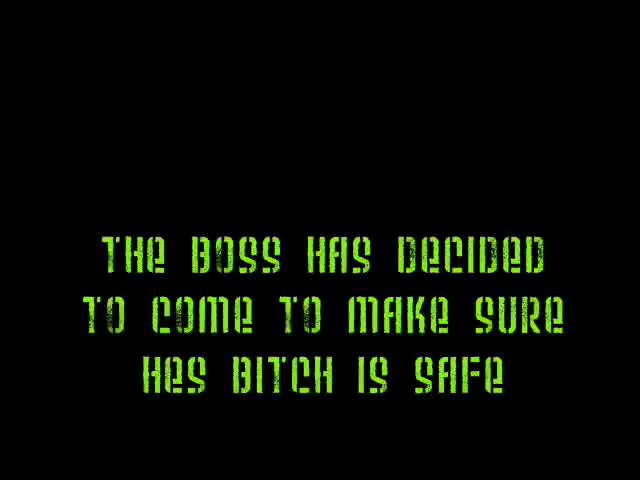 THE BOSS HAS DECIDED
TO COME TO MAKE SURE
HES BITCH IS SAFE